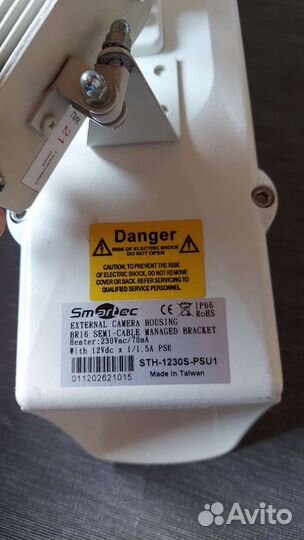 21
Danger
RISK OF ELECTRIC SHOCK
DO NOT OPEN
CAUTION; TO PREVENT THE RISK OF
ELECTRIC SHOCK, DO NOT REMOVE COVER
OR BACK. REFER SERVICING TO
QUALIFIED PERSONNEL.
Smartec CE IP66
RoHS
EXTERNAL CAMERA HOUSING
BR16 SEMI-CABLE MANAGED BRACKET
Heater:230Vac/70mA
With 12Vdc x 1/1.5A PSU
STH-1230S-PSU1
011202621015
Made in Taiwan
Avito